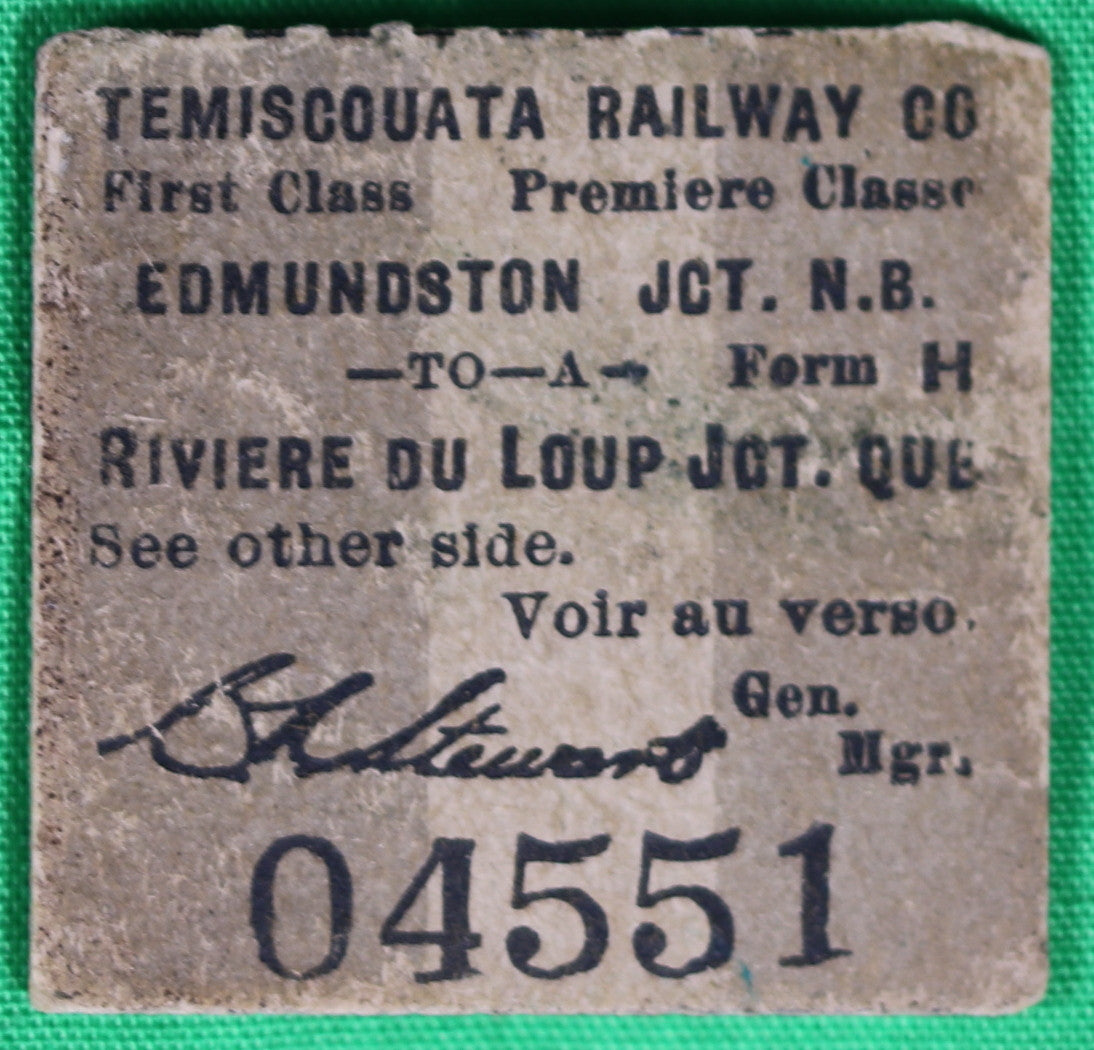 TEMISCOUATA RAILWAY CO
First Class Premiere Classe
EDMUNDSTON JCT. N.B.
—TO—A— Form H
RIVIERE DU LOUP JCT. QUE
See other side.
Voir au verso.
Stewart Gen.
Mgr.
04551